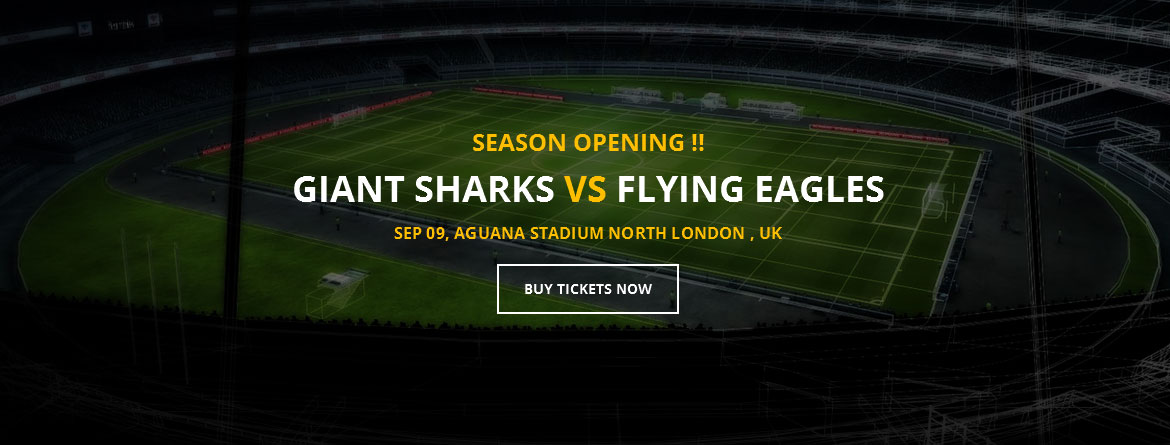 SEASON OPENING !!
GIANT SHARKS VS FLYING EAGLES
SEP 09, AGUANA STADIUM NORTH LONDON , UK
BUY TICKETS NOW